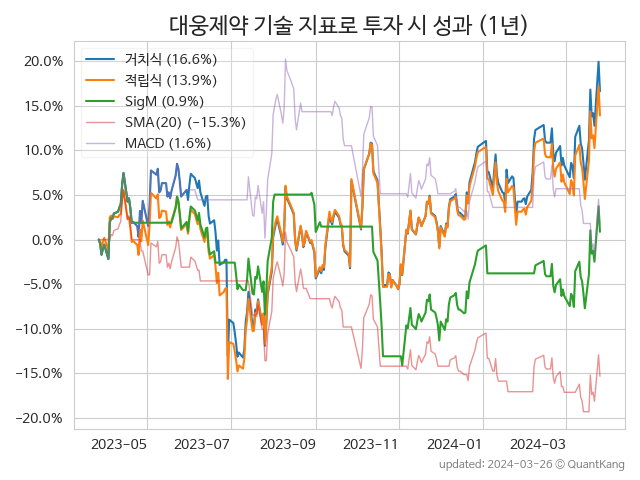 대웅제약 기술 지표로 투자 시 성과 (1년)
거치식 (16.6%)
적립식 (13.9%)
SigM (0.9%)
SMA(20) (−15.3%)
MACD (1.6%)
20.0%
15.0%
10.0%
5.0%
0.0%
−5.0%
−10.0%
−15.0%
−20.0%
2023-05 2023-07 2023-09 2023-11 2024-01 2024-03
updated: 2024-03-26 © QuantKang